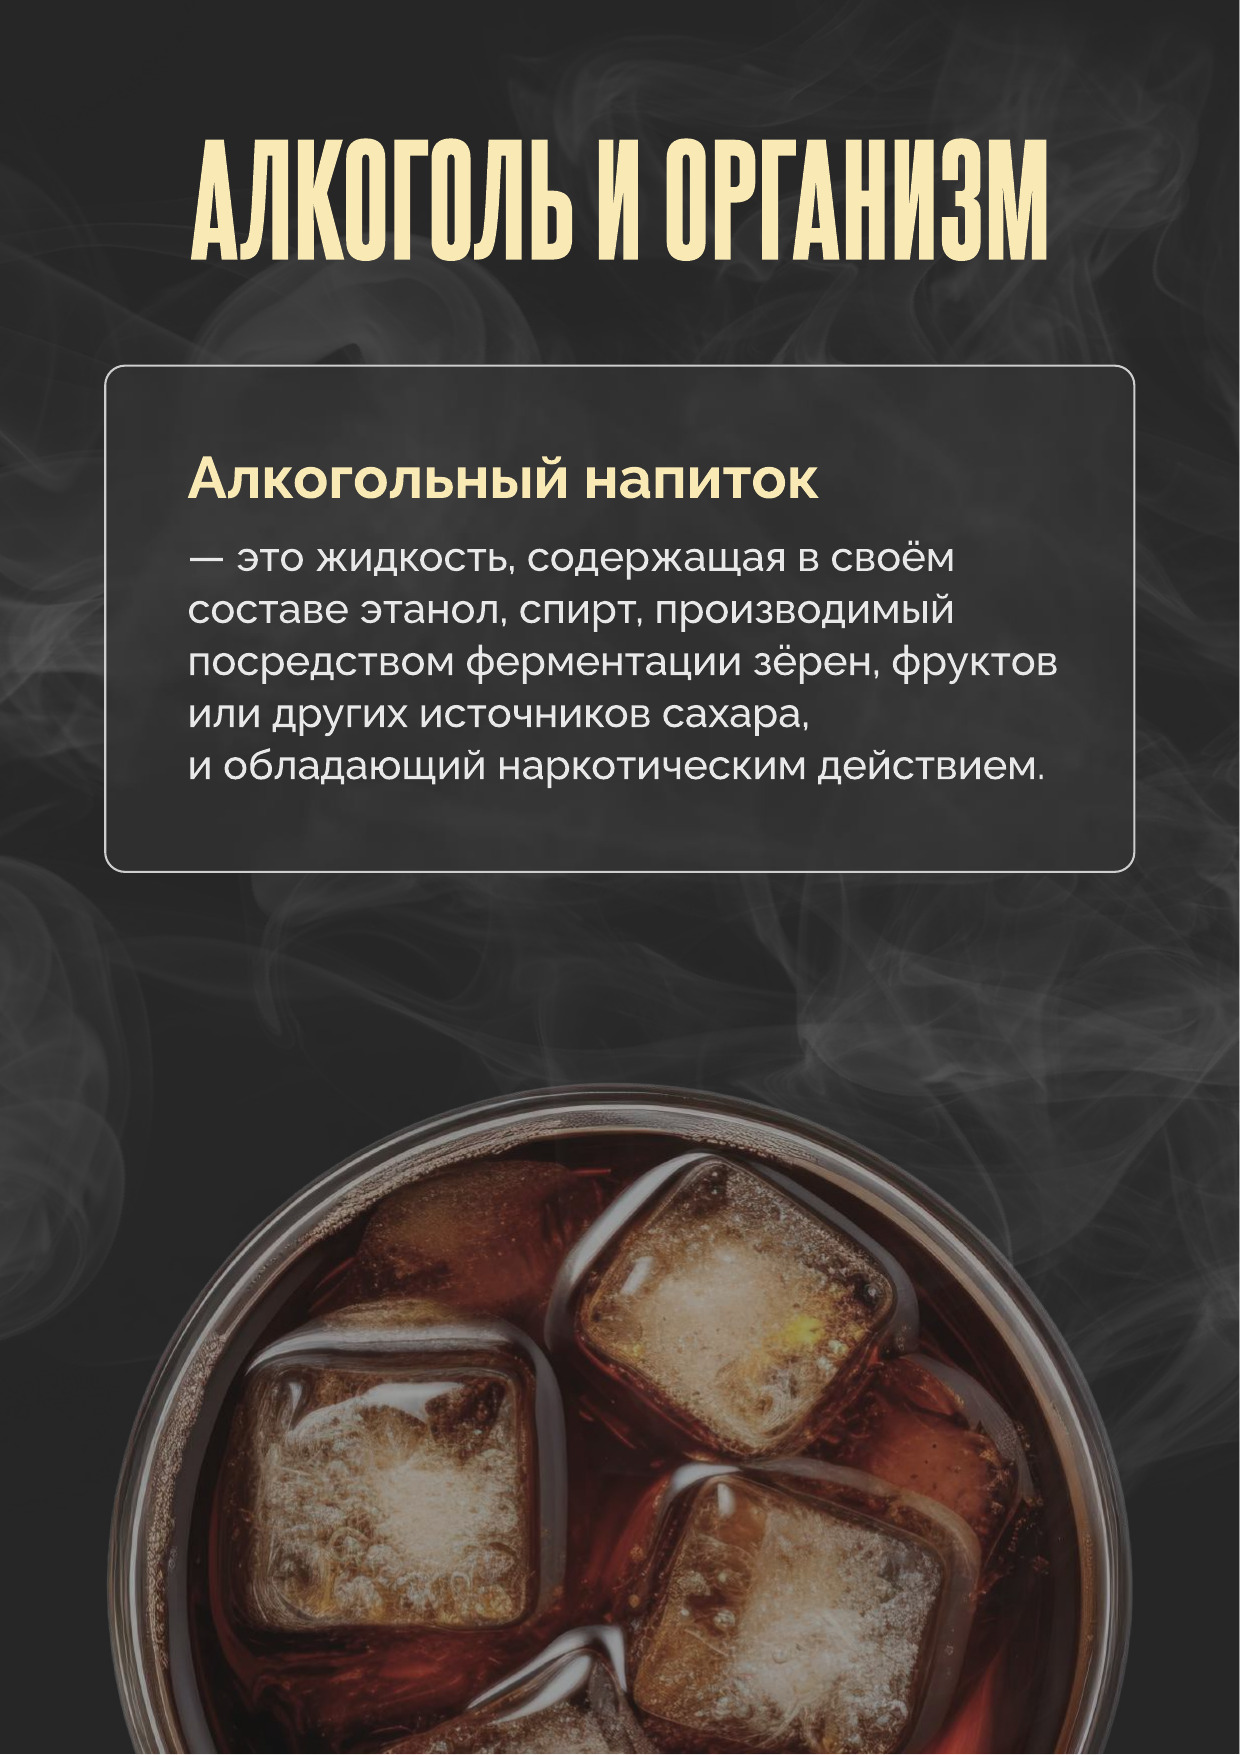 АЛКОГОЛЬ И ОРГАНИЗМ
Алкогольный напиток
— это жидкость, содержащая в своём
составе этанол, спирт, производимый
посредством ферментации зёрен, фруктов
или других источников сахара,
и обладающий наркотическим действием.